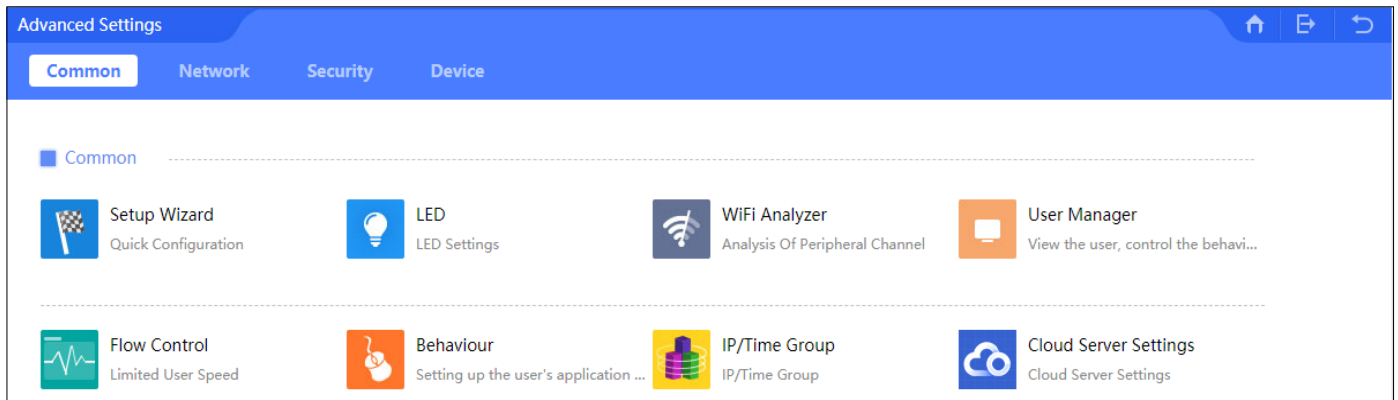 Advanced Settings
Common Network Security Device
Common
Setup Wizard LED WiFi Analyzer User Manager
Quick Configuration LED Settings Analysis Of Peripheral Channel View the user, control the behavi...
Flow Control Behaviour IP/Time Group Cloud Server Settings
Limited User Speed Setting up the user's application ... IP/Time Group Cloud Server Settings